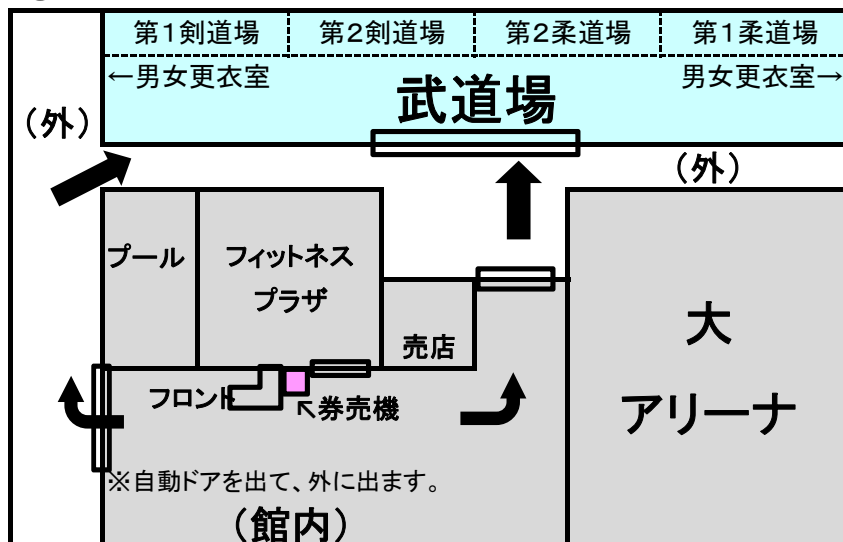 第1剣道場 第2剣道場 第2柔道場 第1柔道場
←男女更衣室 男女更衣室→
武道場
(外)
(外)
プール
フィットネス
プラザ
売店
大
アリーナ
フロント
↖券売機
※自動ドアを出て、外に出ます。
(館内)